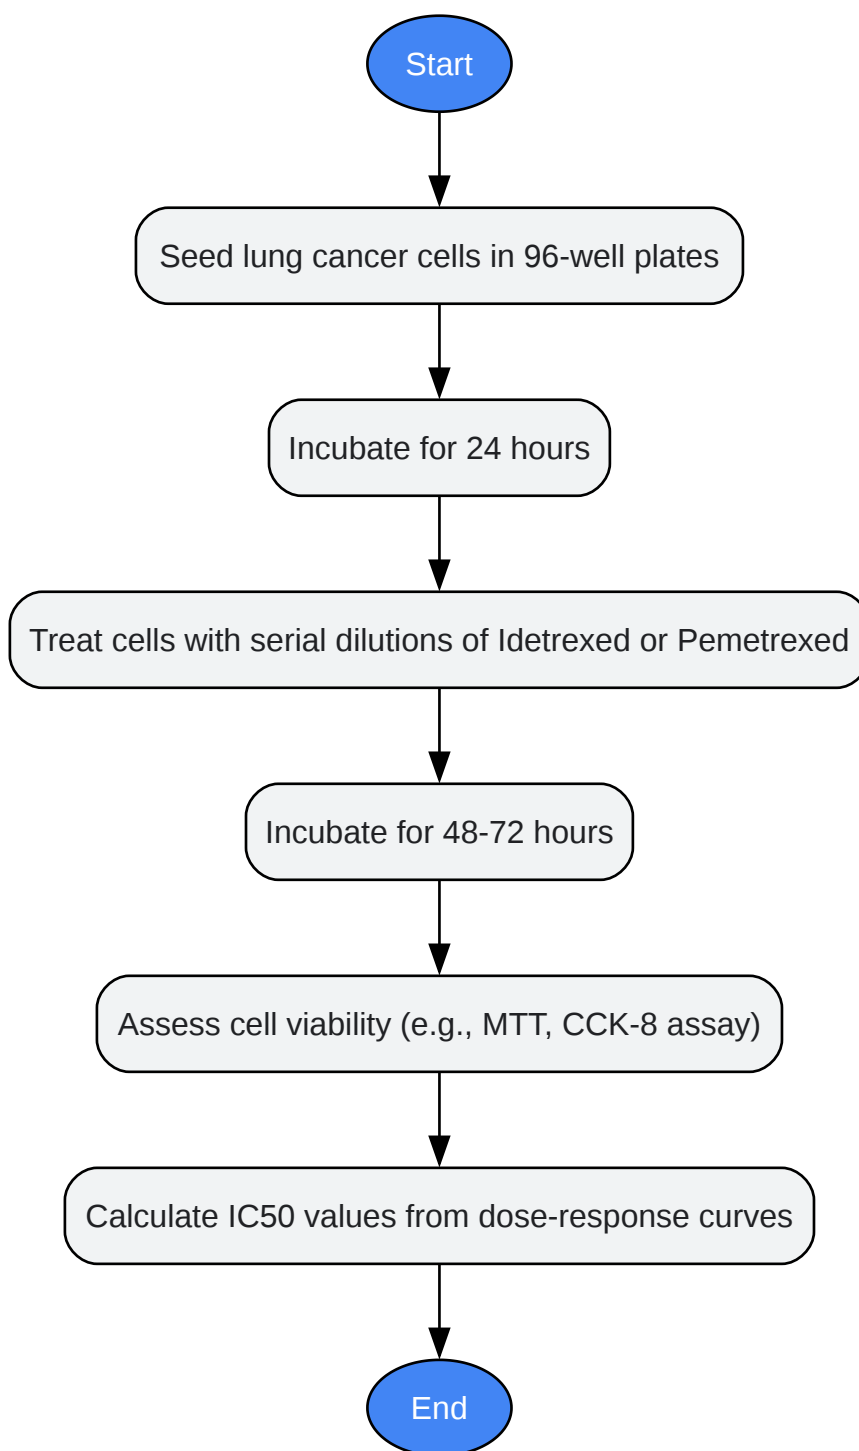 Start
Seed lung cancer cells in 96-well plates
Incubate for 24 hours
Treat cells with serial dilutions of Idetrexed or Pemetrexed
Incubate for 48-72 hours
Assess cell viability (e.g., MTT, CCK-8 assay)
Calculate IC50 values from dose-response curves
End